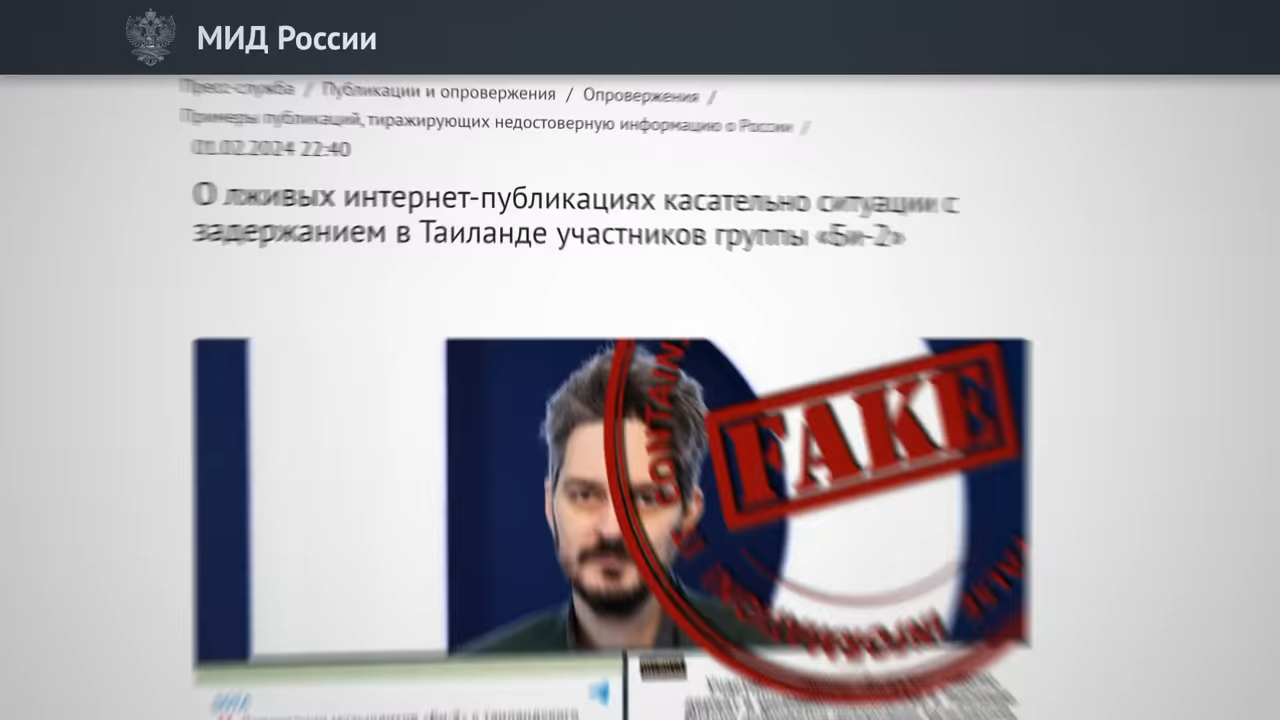 МИД России
Пресс-служба / Публикации и опровержения / Опровержения /
Примеры публикаций, тиражирующих недостоверную информацию о России /
01.02.2024 22:40
О лживых интернет-публикациях касательно ситуации с
задержанием в Таиланде участников группы «Би-2»
FAKE